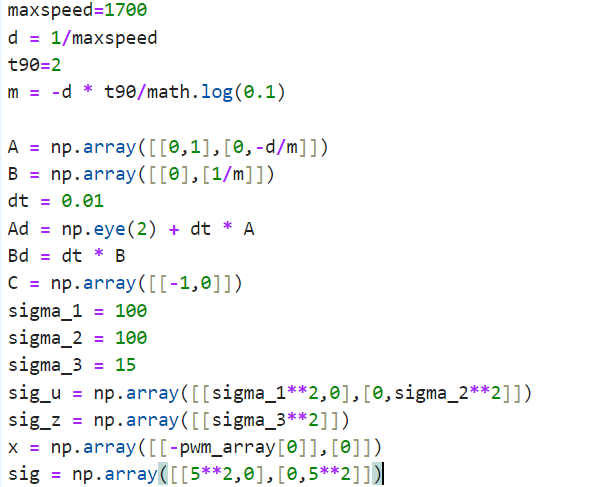 maxspeed=1700
d = 1/maxspeed
t90=2
m = -d * t90/math.log(0.1)

A = np.array([[0,1],[0,-d/m]])
B = np.array([[0],[1/m]])
dt = 0.01
Ad = np.eye(2) + dt * A
Bd = dt * B
C = np.array([[-1,0]])
sigma_1 = 100
sigma_2 = 100
sigma_3 = 15
sig_u = np.array([[sigma_1**2,0],[0,sigma_2**2]])
sig_z = np.array([[sigma_3**2]])
x = np.array([[-pwm_array[0]],[0]])
sig = np.array([[5**2,0],[0,5**2]])